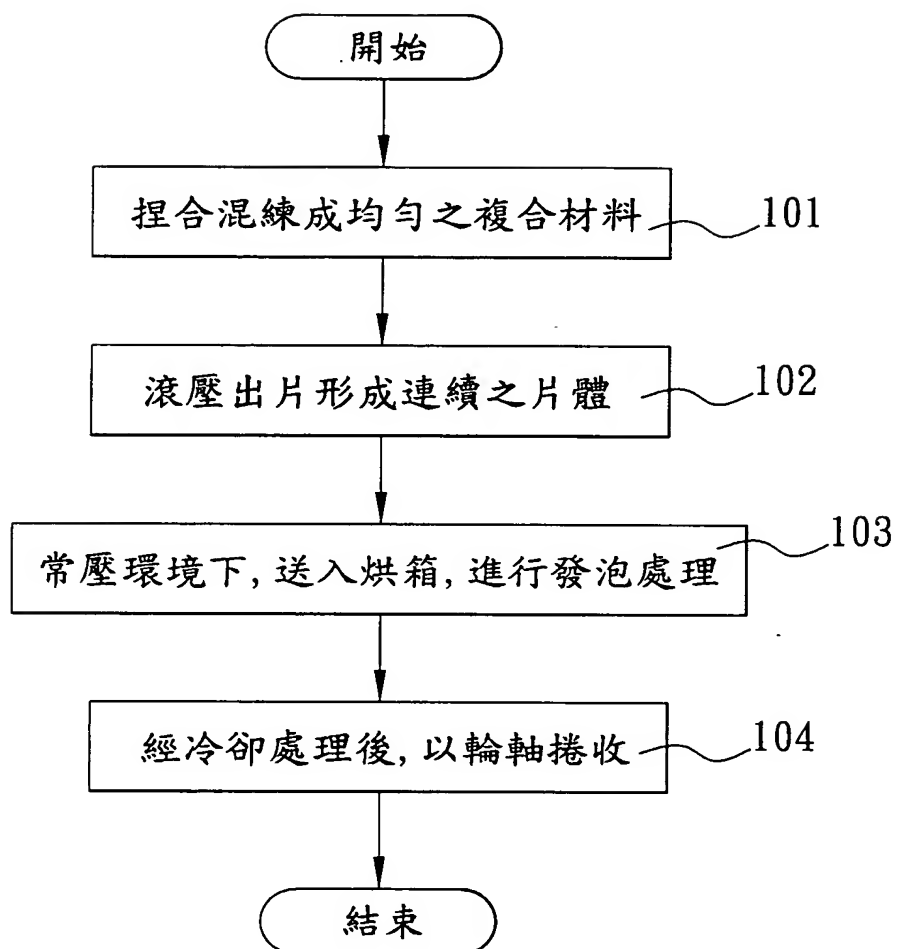 開始
捏合混練成均勻之複合材料
101
滾壓出片形成連續之片體
102
常壓環境下,送入烘箱,進行發泡處理
103
經冷卻處理後,以輪軸捲收
104
結束